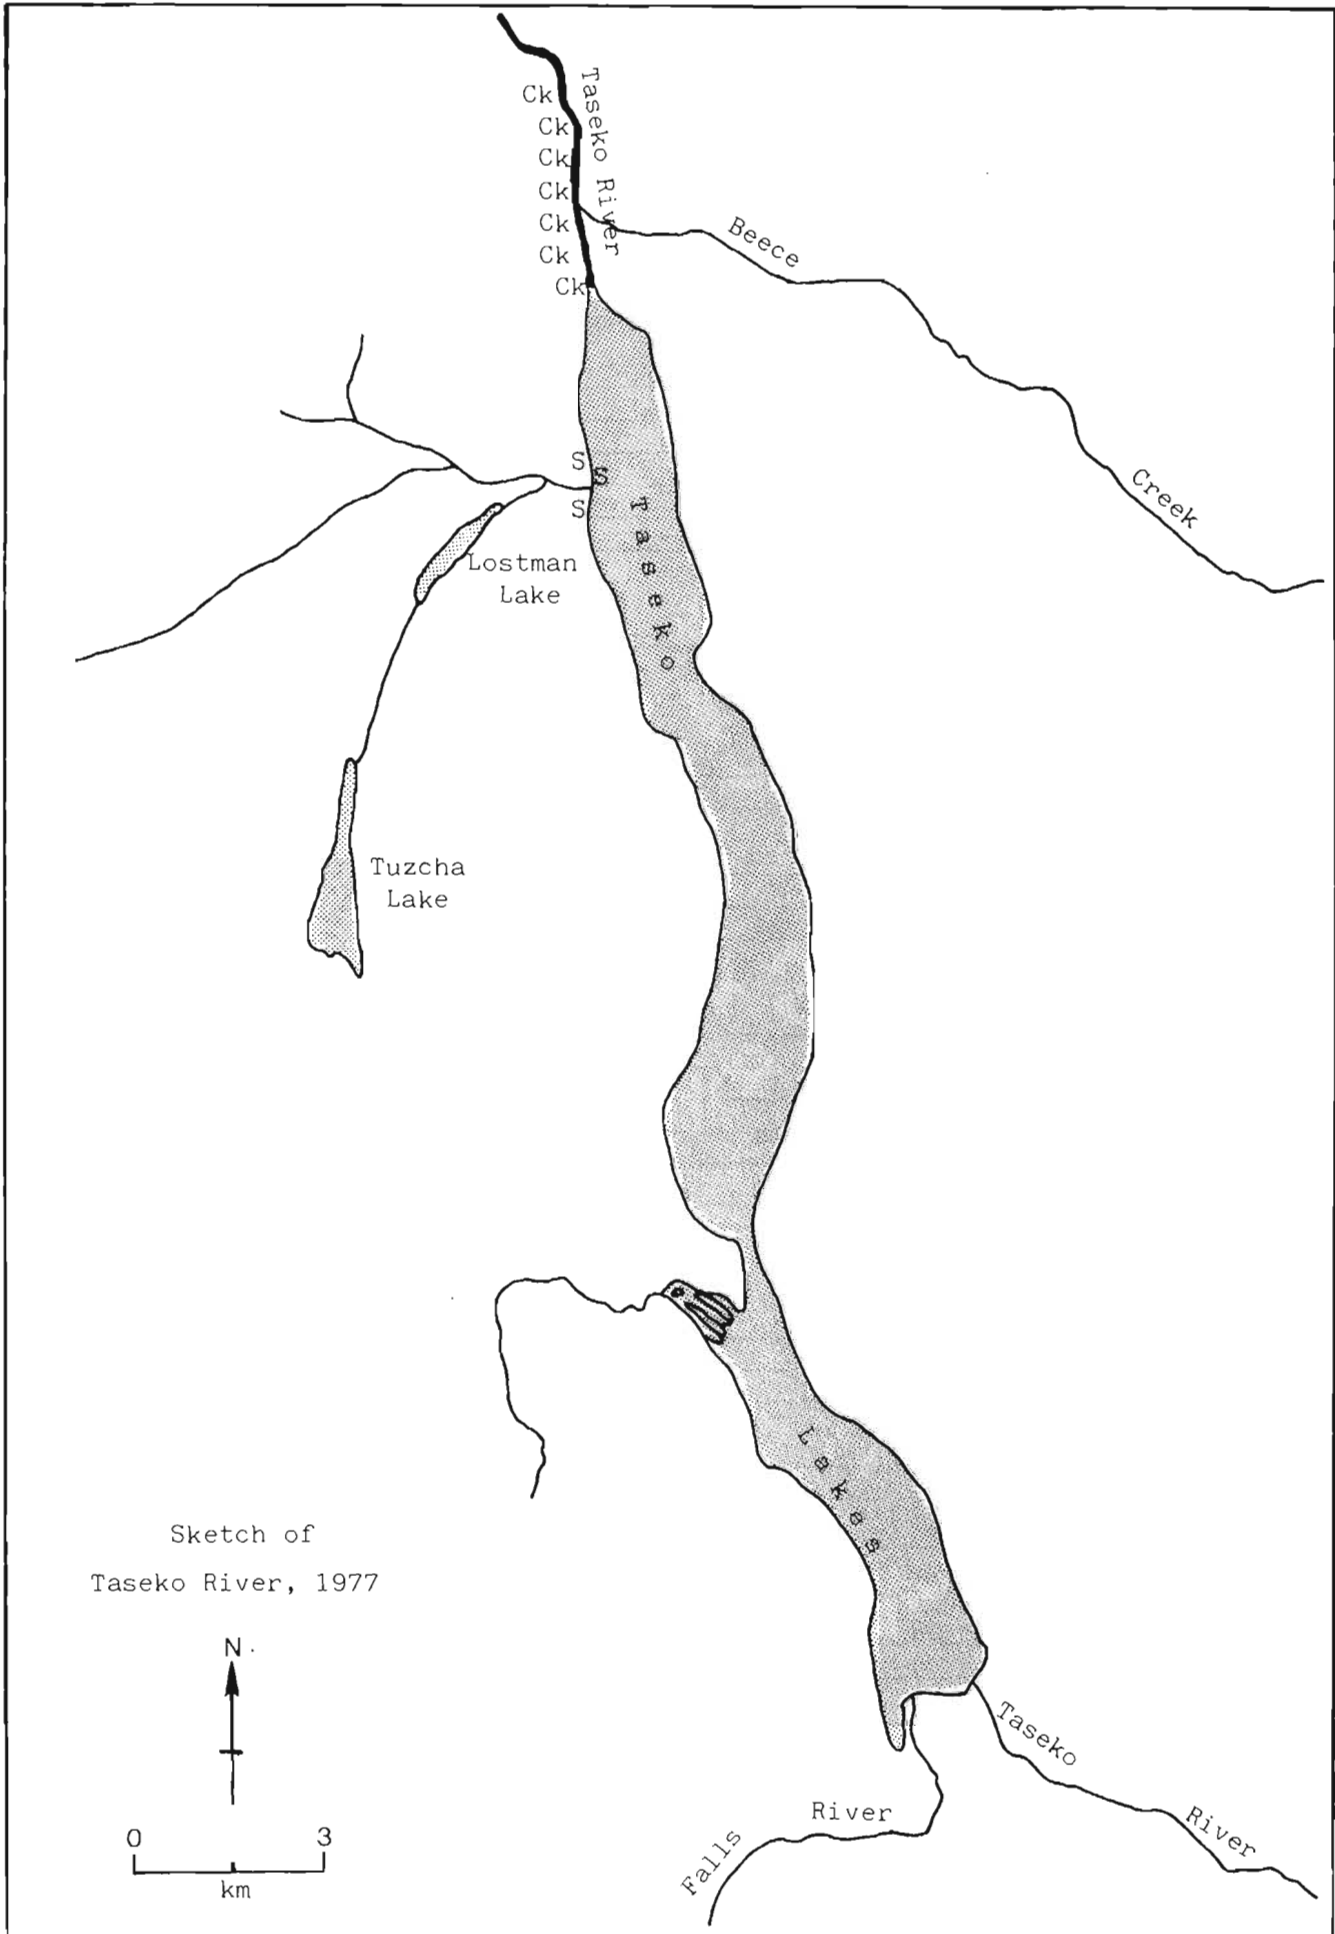 Ck
Taseko River
Ck
Ck
Ck
Ck
Ck
Ck
Beece
Creek
S
S
S
Taseko
Lostman
Lake
Tuzcha
Lake
Lakes
Sketch of
Taseko River, 1977
N
Taseko
River
Falls
River
0 3
km